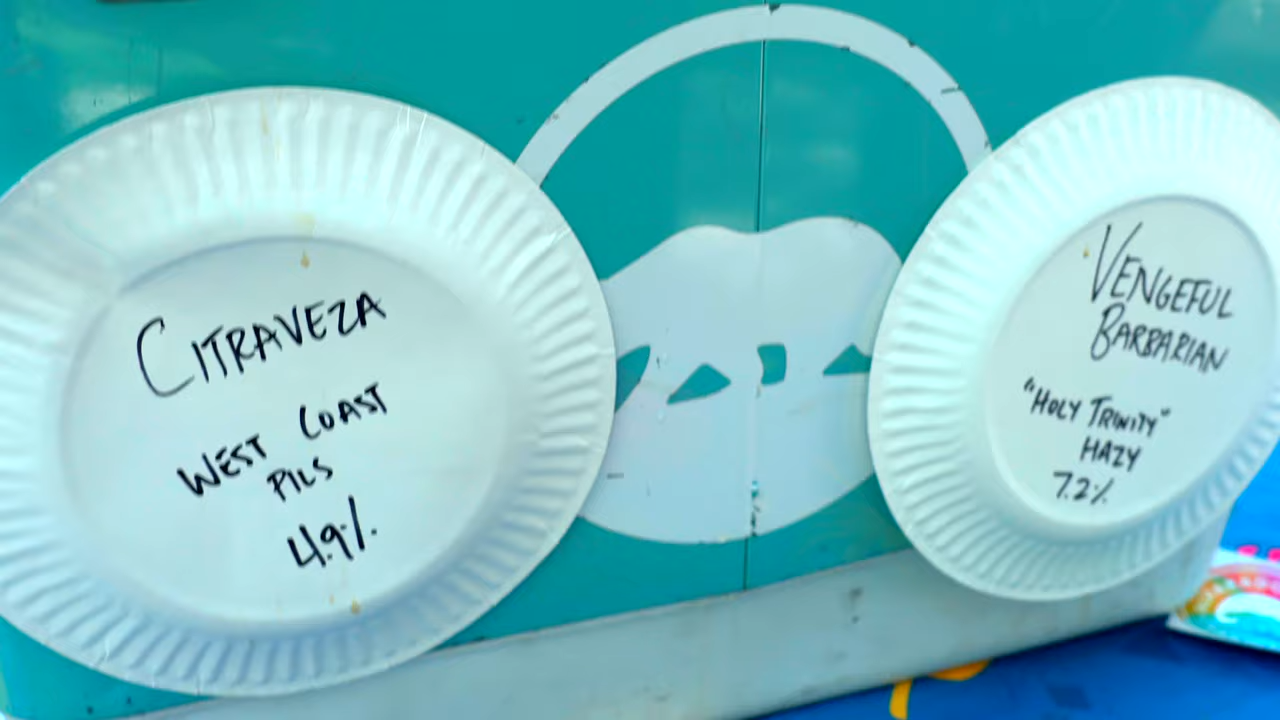 CITRAVEZA
WEST COAST
PILS
4.9%
VENGEFUL
BARBARIAN
"HOLY TRINITY"
HAZY
7.2%